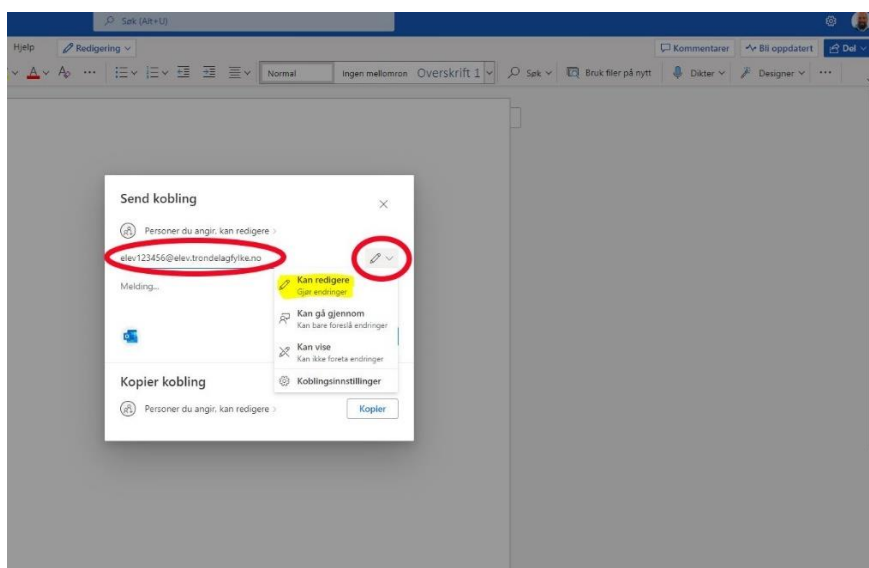 Søk (Alt+U)
Hjelp Redigering Kommentarer Bli oppdatert Del
Normal Ingen mellomrom Overskrift 1 Søk Bruk filer på nytt Dikter Designer
Send kobling
Personer du angir, kan redigere
elev123456@elev.trondelagfylke.no
Melding...
Kan redigere
Gjør endringer
Kan gå gjennom
Kan bare foreslå endringer
Kan vise
Kan ikke foreta endringer
Koblingsinnstillinger
Kopier kobling
Personer du angir, kan redigere
Kopier